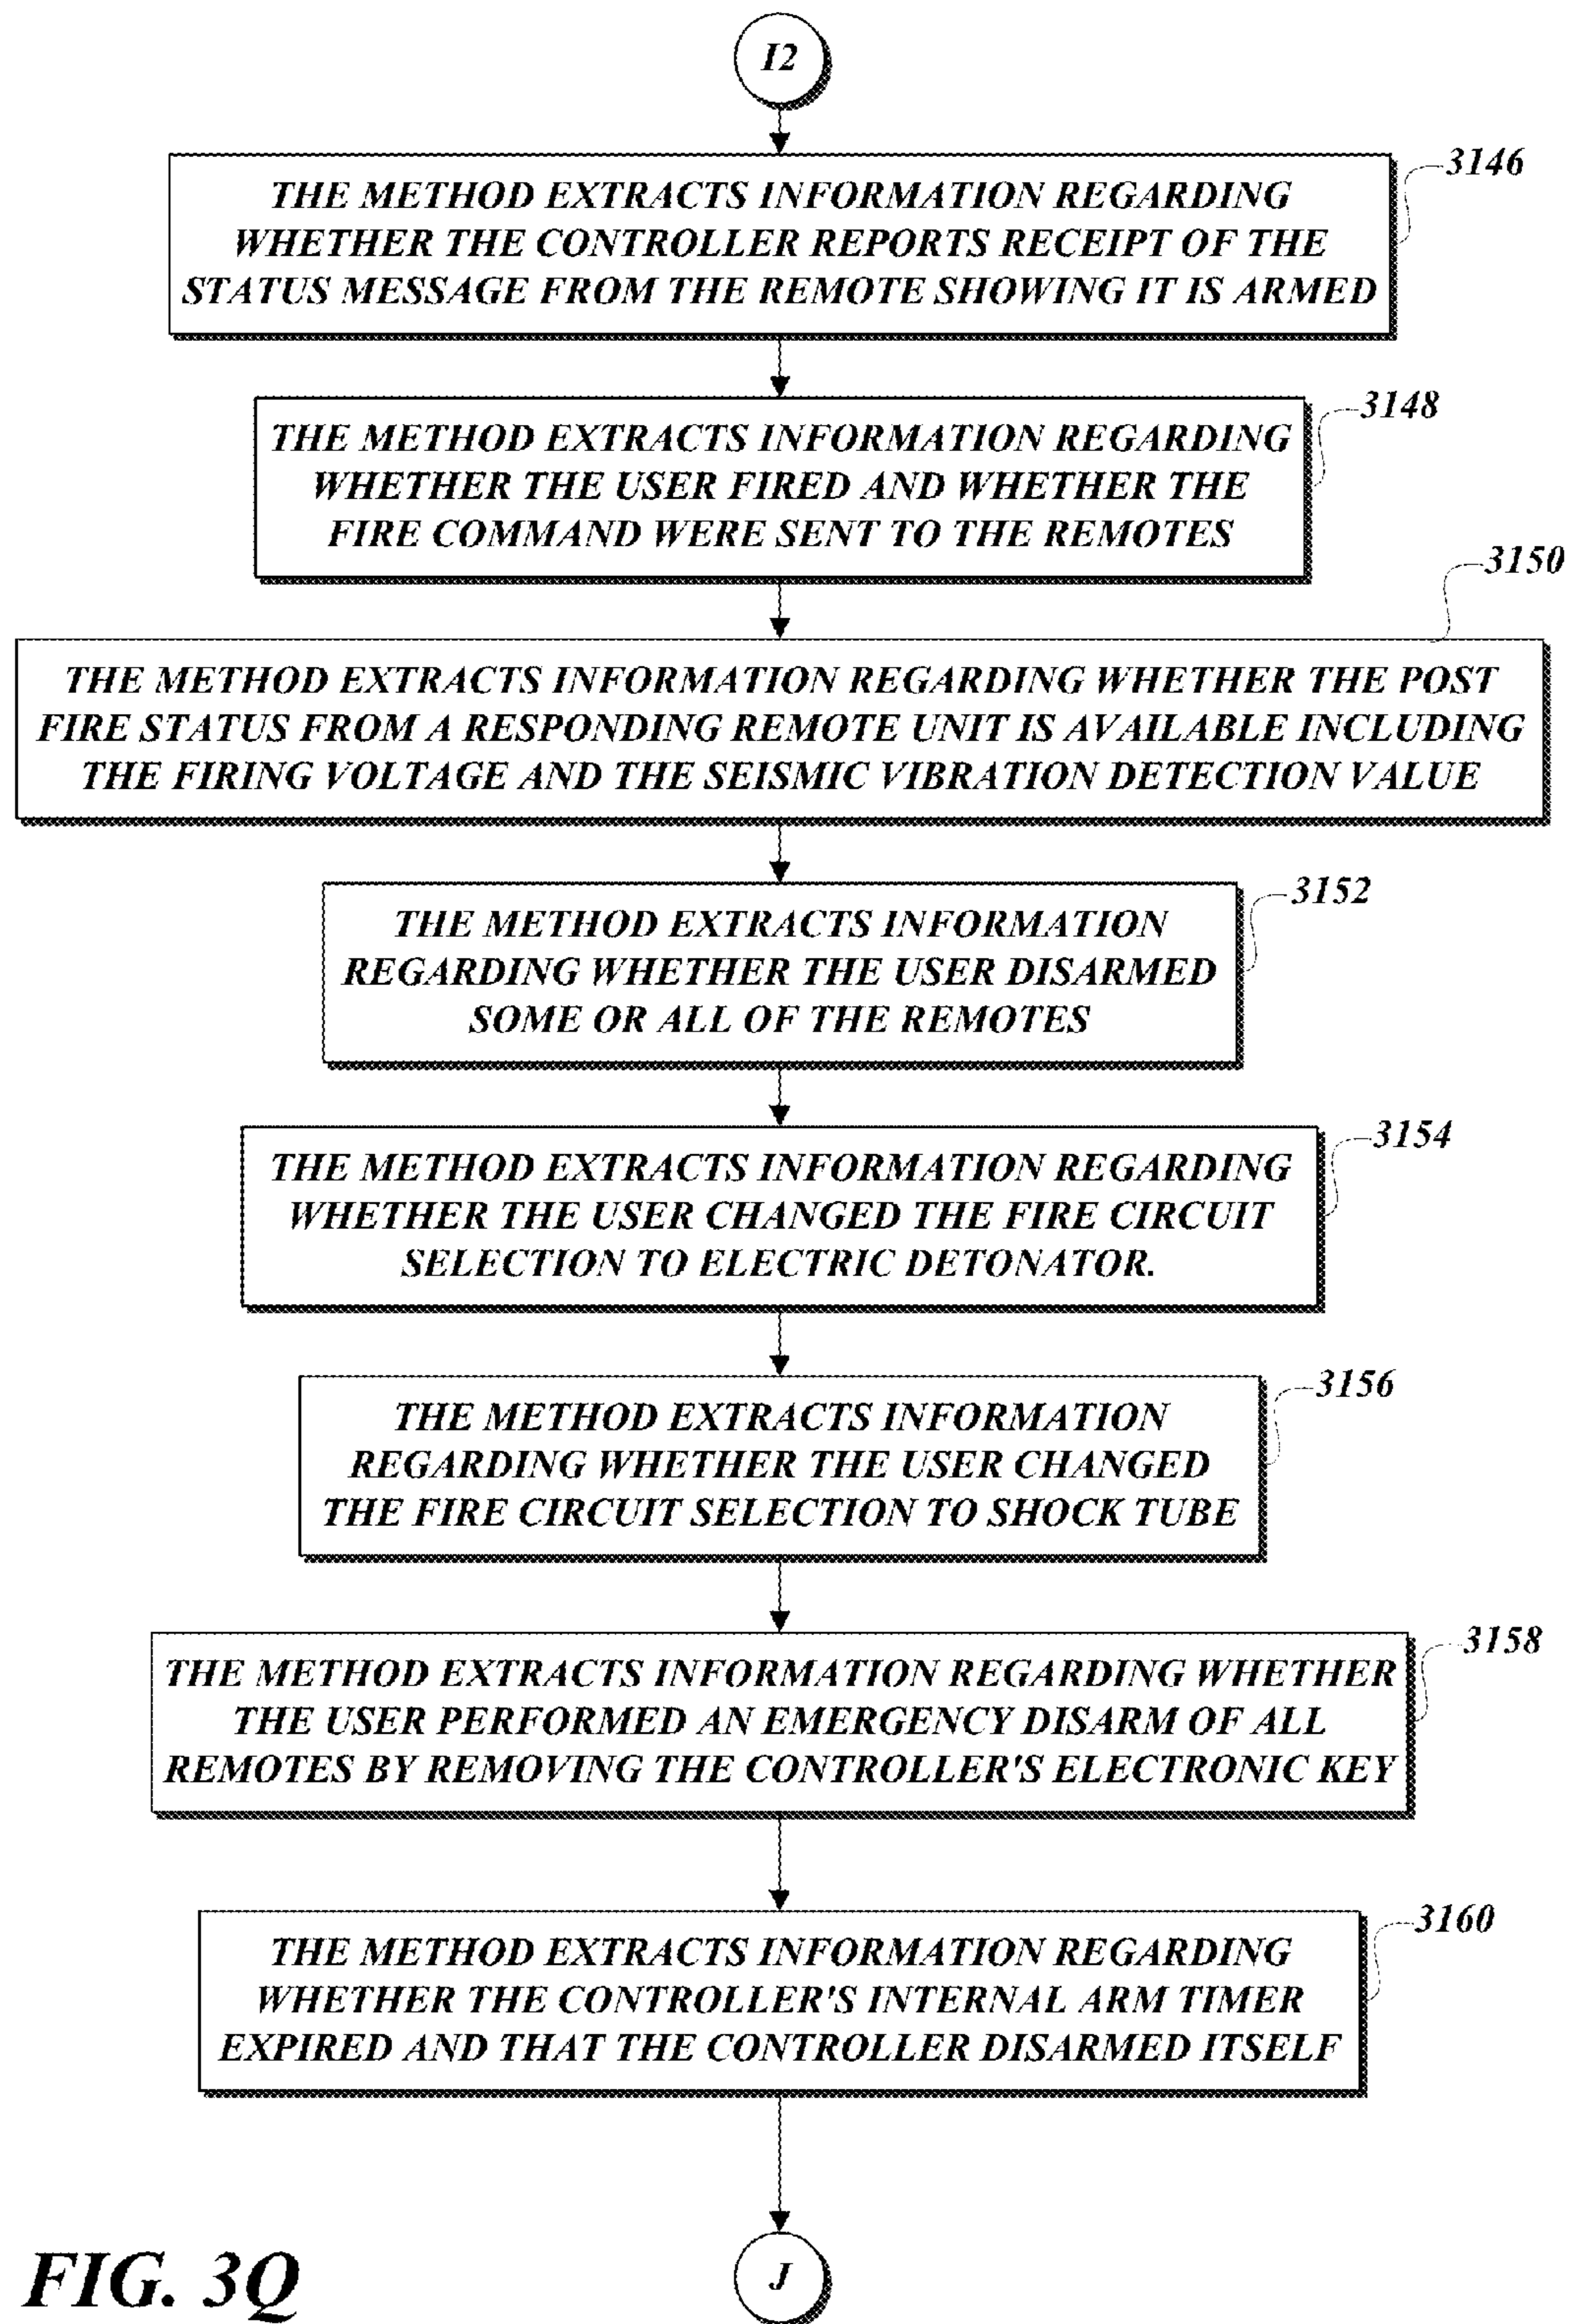 I2
3146
THE METHOD EXTRACTS INFORMATION REGARDING
WHETHER THE CONTROLLER REPORTS RECEIPT OF THE
STATUS MESSAGE FROM THE REMOTE SHOWING IT IS ARMED
3148
THE METHOD EXTRACTS INFORMATION REGARDING
WHETHER THE USER FIRED AND WHETHER THE
FIRE COMMAND WERE SENT TO THE REMOTES
3150
THE METHOD EXTRACTS INFORMATION REGARDING WHETHER THE POST
FIRE STATUS FROM A RESPONDING REMOTE UNIT IS AVAILABLE INCLUDING
THE FIRING VOLTAGE AND THE SEISMIC VIBRATION DETECTION VALUE
3152
THE METHOD EXTRACTS INFORMATION
REGARDING WHETHER THE USER DISARMED
SOME OR ALL OF THE REMOTES
3154
THE METHOD EXTRACTS INFORMATION REGARDING
WHETHER THE USER CHANGED THE FIRE CIRCUIT
SELECTION TO ELECTRIC DETONATOR.
3156
THE METHOD EXTRACTS INFORMATION
REGARDING WHETHER THE USER CHANGED
THE FIRE CIRCUIT SELECTION TO SHOCK TUBE
3158
THE METHOD EXTRACTS INFORMATION REGARDING WHETHER
THE USER PERFORMED AN EMERGENCY DISARM OF ALL
REMOTES BY REMOVING THE CONTROLLER'S ELECTRONIC KEY
3160
THE METHOD EXTRACTS INFORMATION REGARDING
WHETHER THE CONTROLLER'S INTERNAL ARM TIMER
EXPIRED AND THAT THE CONTROLLER DISARMED ITSELF
J
FIG. 3Q